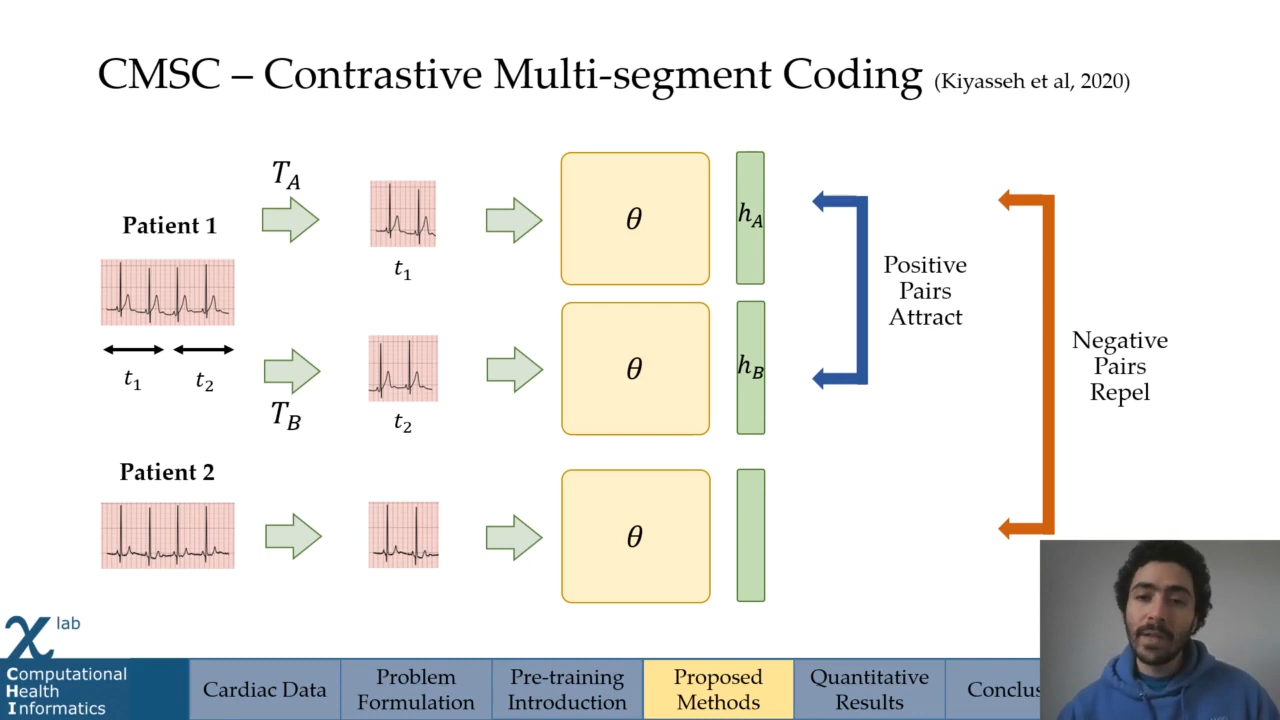 CMSC – Contrastive Multi-segment Coding (Kiyasseh et al, 2020)
T_A
Patient 1
θ
h_A
t_1
Positive
Pairs
Attract
Negative
Pairs
Repel
t_1
t_2
T_B
t_2
θ
h_B
Patient 2
θ
χ lab
Computational
Health
Informatics
Cardiac Data
Problem
Formulation
Pre-training
Introduction
Proposed
Methods
Quantitative
Results